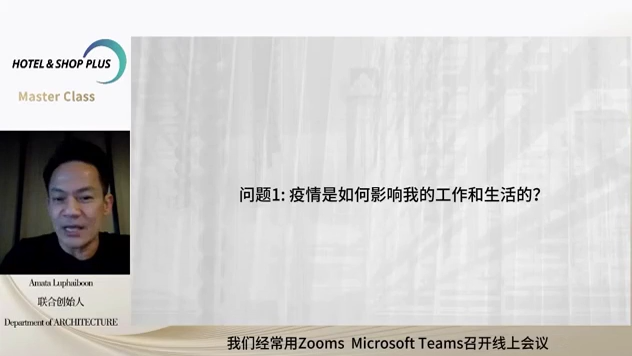 HOTEL & SHOP PLUS
Master Class
问题1: 疫情是如何影响我的工作和生活的?
Amata Luphaiboon
联合创始人
Department of ARCHITECTURE
我们经常用Zooms Microsoft Teams召开线上会议